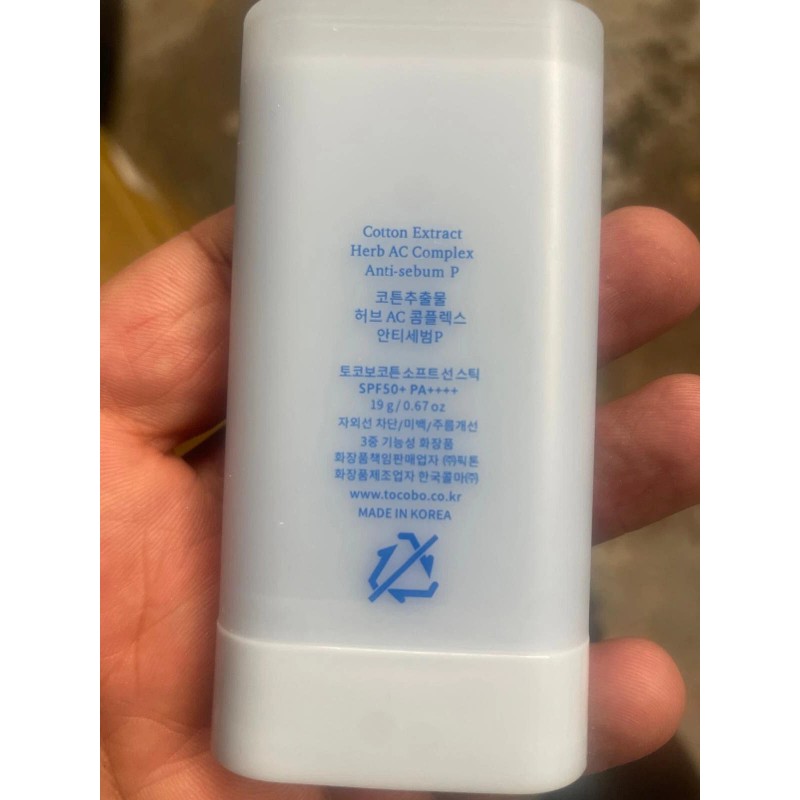 Cotton Extract
Herb AC Complex
Anti-sebum P
코튼추출물
허브 AC 콤플렉스
안티세범P
토코보코튼소프트선스틱
SPF50+ PA++++
19 g / 0.67 oz
자외선 차단/미백/주름개선
3중 기능성 화장품
화장품책임판매업자 ㈜픽톤
화장품제조업자 한국콜마㈜
www.tocobo.co.kr
MADE IN KOREA